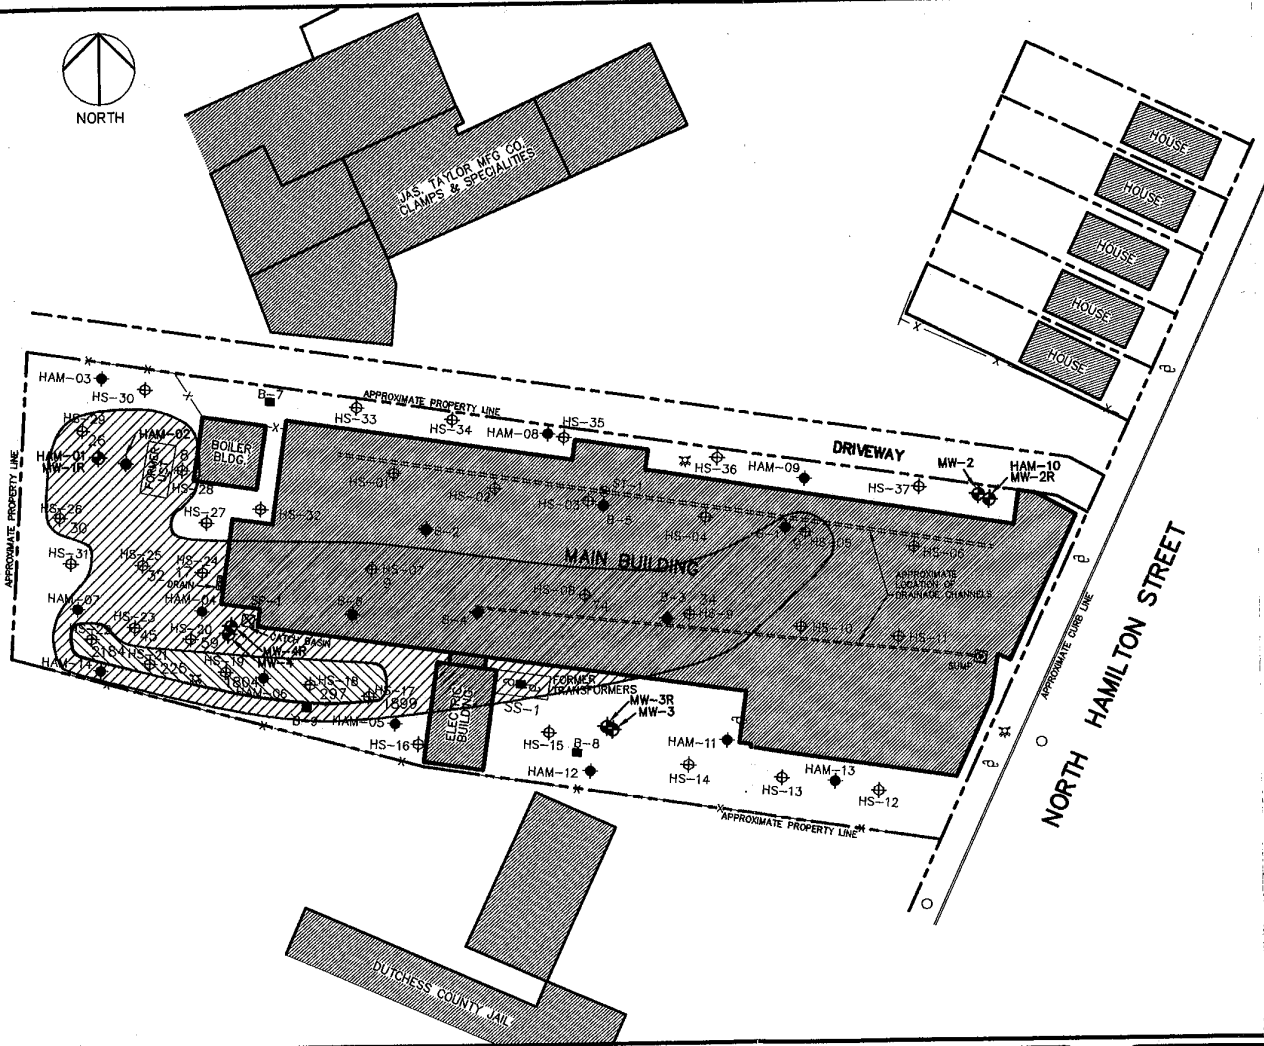 NORTH
JAS. TAYLOR MFG CO.
CLAMPS & SPECIALITIES
HOUSE
HOUSE
HOUSE
HOUSE
HOUSE
HAM-03
HS-30
B-7
APPROXIMATE PROPERTY LINE
HS-33
HS-34
HAM-08
HS-35
HS-29
26
HAM-02
BOILER
BLDG.
HAM-01
MW-1R
FORMER
8
HS-28
HS-36
HAM-09
DRIVEWAY
HS-37
MW-2
HAM-10
MW-2R
APPROXIMATE PROPERTY LINE
HS-01
HS-02
HS-03
ST-1
B-5
HS-04
HS-05
HS-06
HS-26
30
HS-27
HS-32
HS-31
HS-25
32
HS-24
17
DRAIN
MAIN BUILDING
HS-07
9
HS-08
74
B-3
34
HS-9
APPROXIMATE
LOCATION OF
DRAINAGE CHANNELS
HAM-07
HAM-04
SS-1
B-6
B-4
HS-10
HS-11
SUMP
HS-23
45
HS-20
59
CATCH BASIN
MW-4R
MW-4
HS-22
2184
HS-21
226
HAM-14
HS-19
1804
HAM-06
HS-18
297
HS-17
1899
B-9
HAM-05
HS-16
ELECTRIC
BUILDING
FORMER
TRANSFORMERS
SS-1
MW-3R
MW-3
HS-15
B-8
HAM-12
HAM-11
HS-14
HS-13
HAM-13
HS-12
APPROXIMATE PROPERTY LINE
APPROXIMATE CURB LINE
NORTH HAMILTON STREET
DUTCHESS COUNTY JAIL